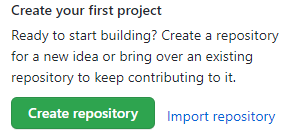 Create your first project
Ready to start building? Create a repository
for a new idea or bring over an existing
repository to keep contributing to it.
Create repository
Import repository